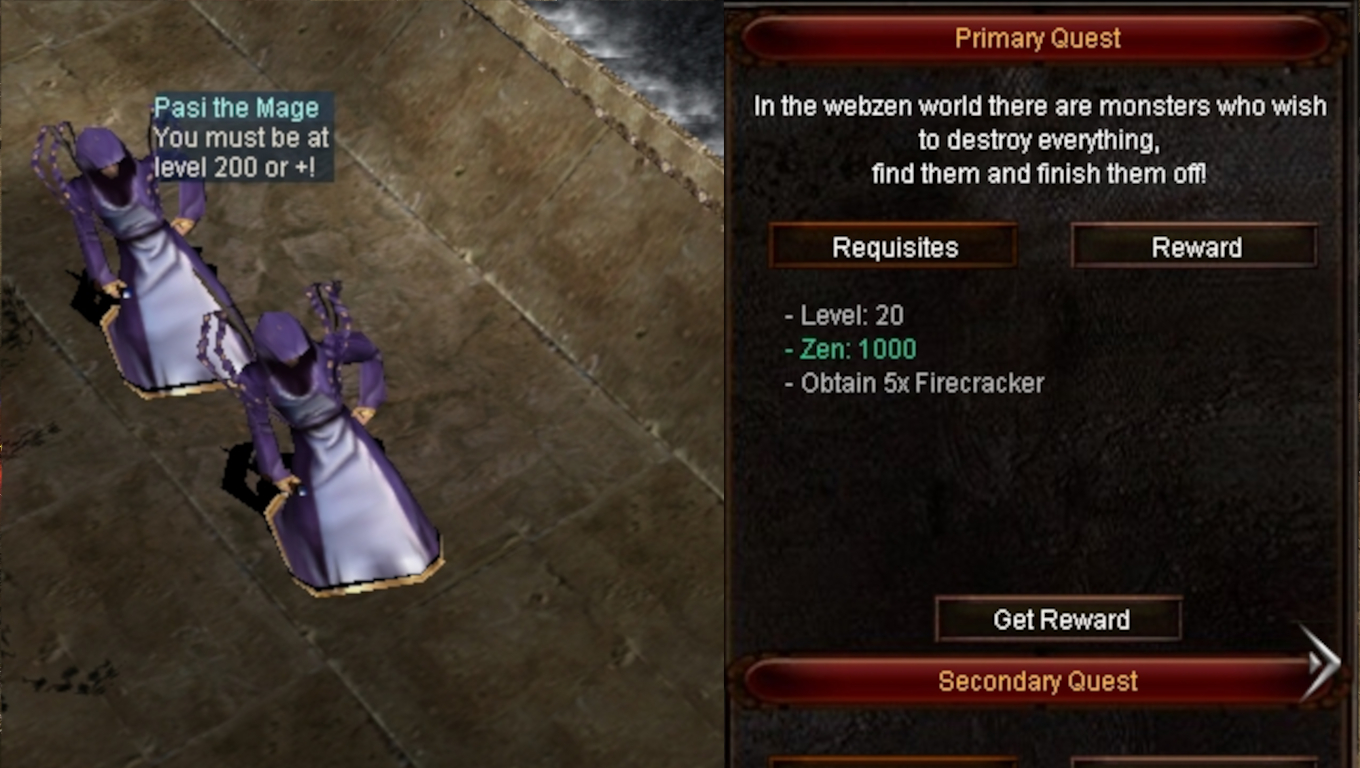 Pasi the Mage
You must be at
level 200 or +!
Primary Quest
In the webzen world there are monsters who wish
to destroy everything,
find them and finish them off!
Requisites
Reward
- Level: 20
- Zen: 1000
- Obtain 5x Firecracker
Get Reward
Secondary Quest